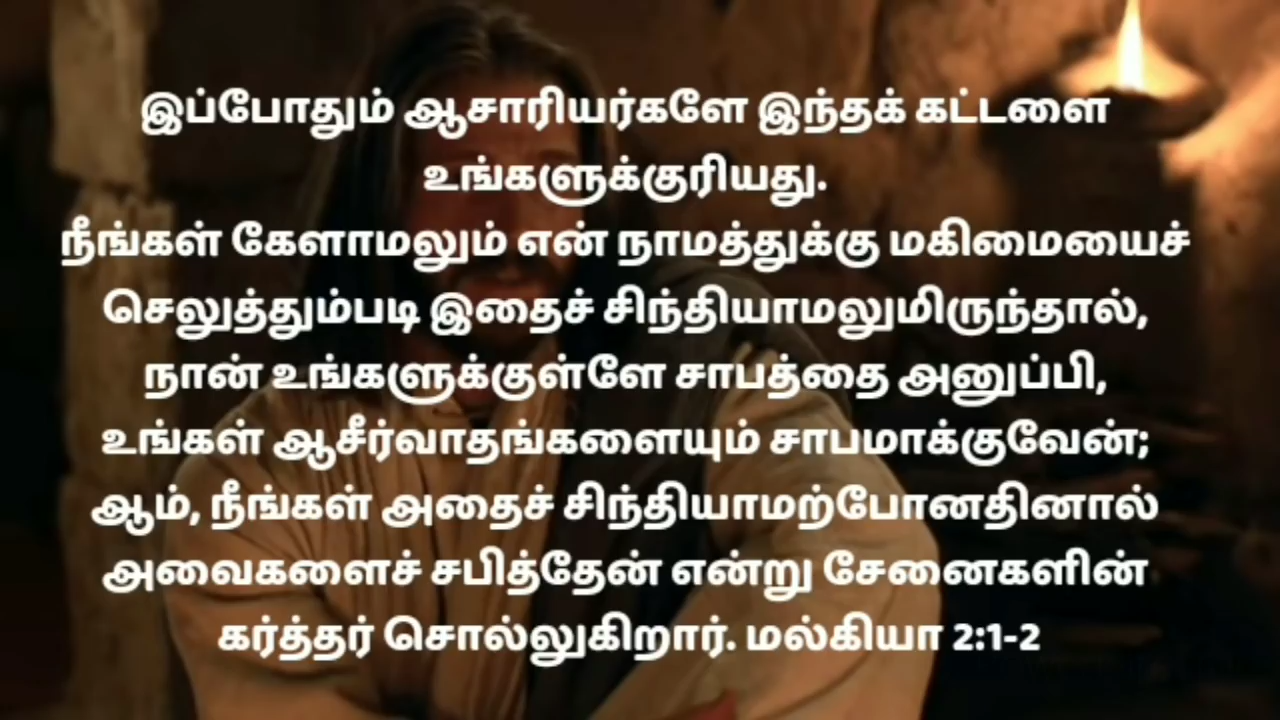 இப்போதும் ஆசாரியர்களே இந்தக் கட்டளை
உங்களுக்குரியது.
நீங்கள் கேளாமலும் என் நாமத்துக்கு மகிமையைச்
செலுத்தும்படி இதைச் சிந்தியாமலுமிருந்தால்,
நான் உங்களுக்குள்ளே சாபத்தை அனுப்பி,
உங்கள் ஆசீர்வாதங்களையும் சாபமாக்குவேன்;
ஆம், நீங்கள் அதைச் சிந்தியாமற்போனதினால்
அவைகளைச் சபித்தேன் என்று சேனைகளின்
கர்த்தர் சொல்லுகிறார். மல்கியா 2:1-2